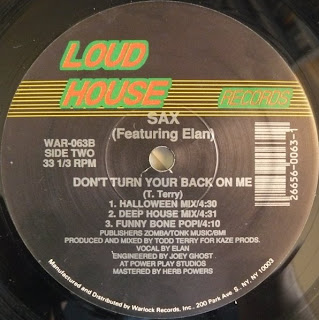 LOUD
HOUSE
RECORDS
SAX
(Featuring Elan)
WAR-063B
SIDE TWO
33 1/3 RPM
DON'T TURN YOUR BACK ON ME
(T. Terry)
1. HALLOWEEN MIX/4:30
2. DEEP HOUSE MIX/4:31
3. FUNNY BONE POP!/4:10
PUBLISHERS ZOMBA/TONK MUSIC/BMI
PRODUCED AND MIXED BY TODD TERRY FOR KAZE PRODS.
VOCAL BY ELAN
ENGINEERED BY JOEY GHOST
AT POWER PLAY STUDIOS
MASTERED BY HERB POWERS
26656-0063-1
Manufactured and Distributed by Warlock Records, Inc., 200 Park Ave S. NY, NY 10003